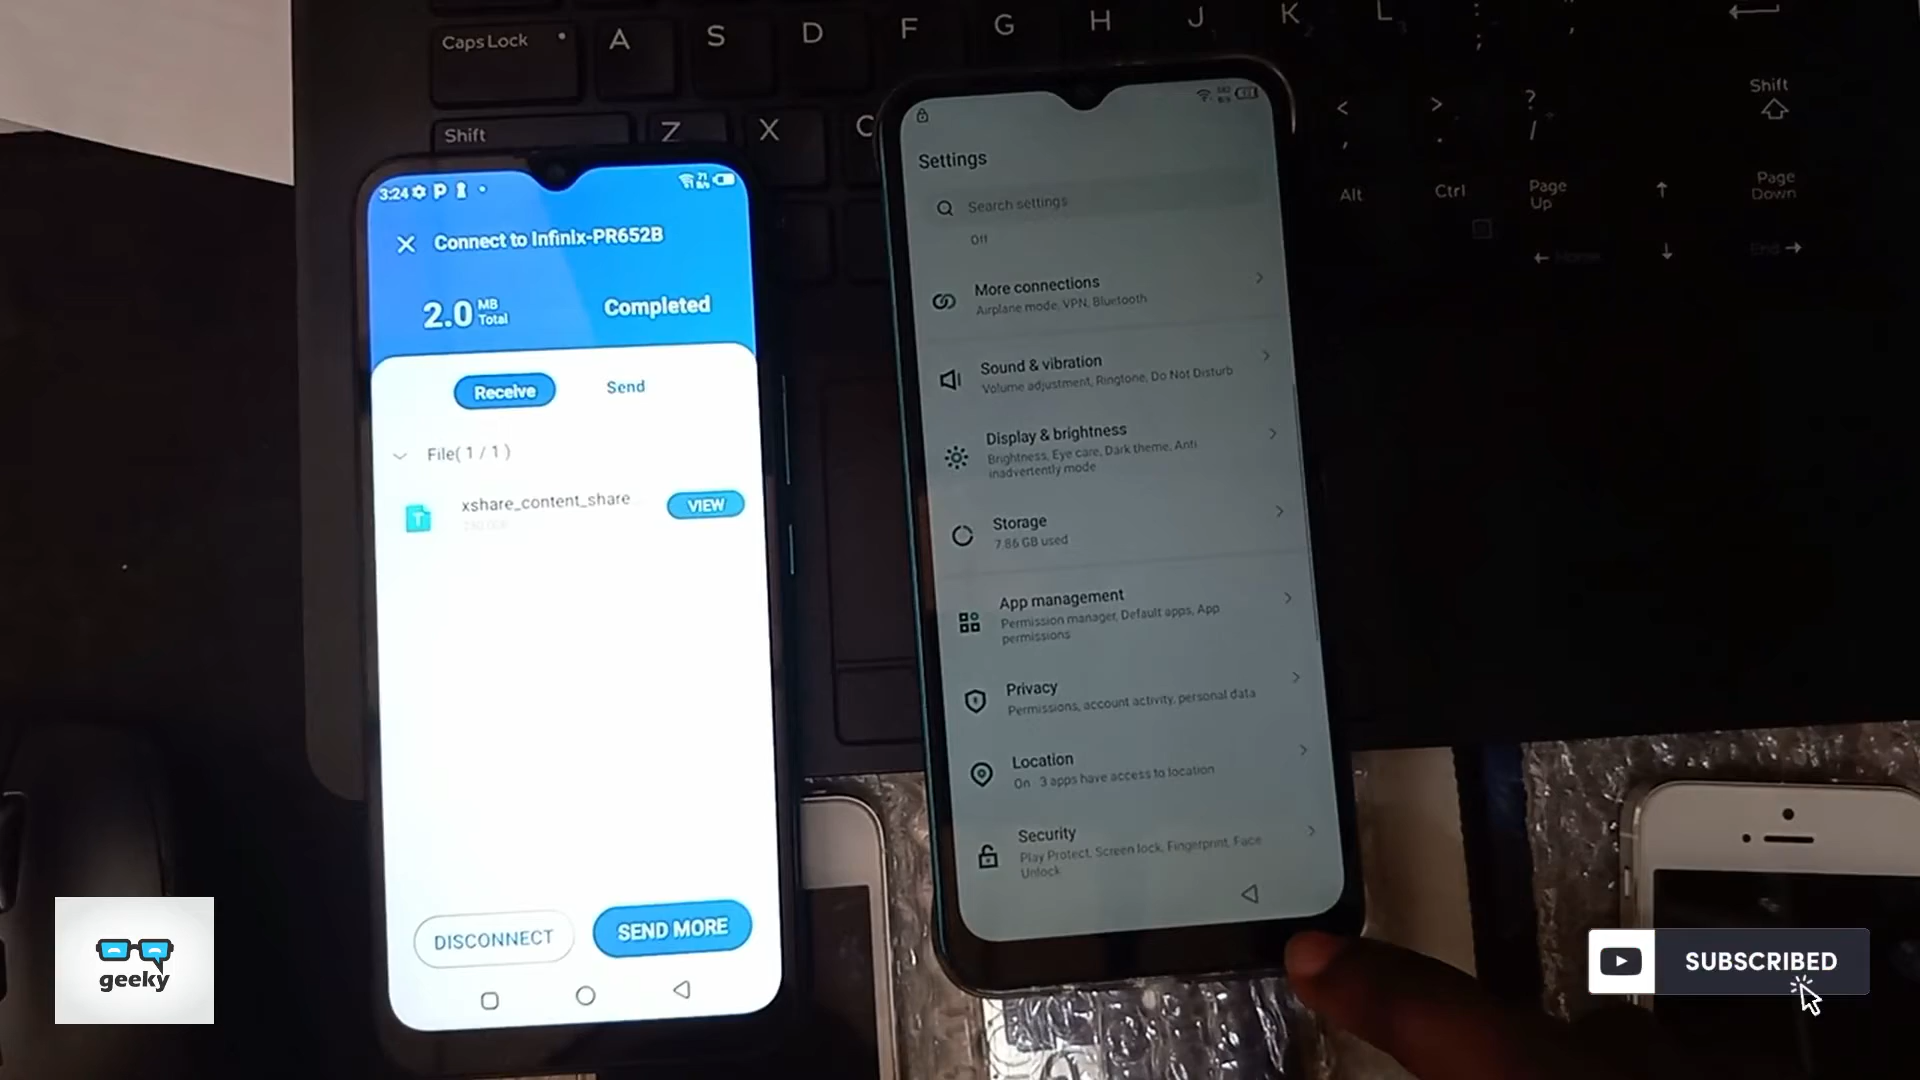 Caps Lock
A
S
D
F
G
H
J
K
L
;
;
Shift
Z
X
C
<
,
>
.
?
/
Shift
Alt
Ctrl
Page
Up
Page
Down
Home
End
3:24
Connect to Infinix-PR652B
2.0 MB
Total
Completed
Receive
Send
File( 1 / 1 )
xshare_content_share
VIEW
DISCONNECT
SEND MORE
Settings
Search settings
Off
More connections
Airplane mode, VPN, Bluetooth
Sound & vibration
Volume adjustment, Ringtone, Do Not Disturb
Display & brightness
Brightness, Eye care, Dark theme, Anti
inadvertently mode
Storage
7.86 GB used
App management
Permission manager, Default apps, App
permissions
Privacy
Permissions, account activity, personal data
Location
On 3 apps have access to location
Security
Play Protect, Screen lock, Fingerprint, Face
Unlock
geeky
SUBSCRIBED